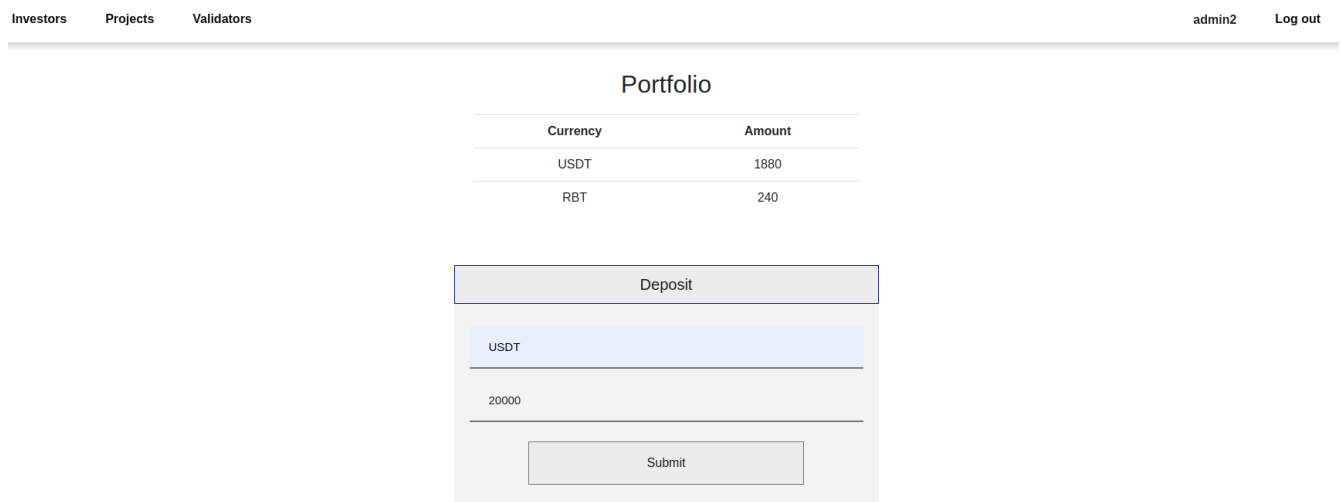 Investors Projects Validators admin2 Log out
Portfolio
Currency Amount
USDT 1880
RBT 240
Deposit
USDT
20000
Submit